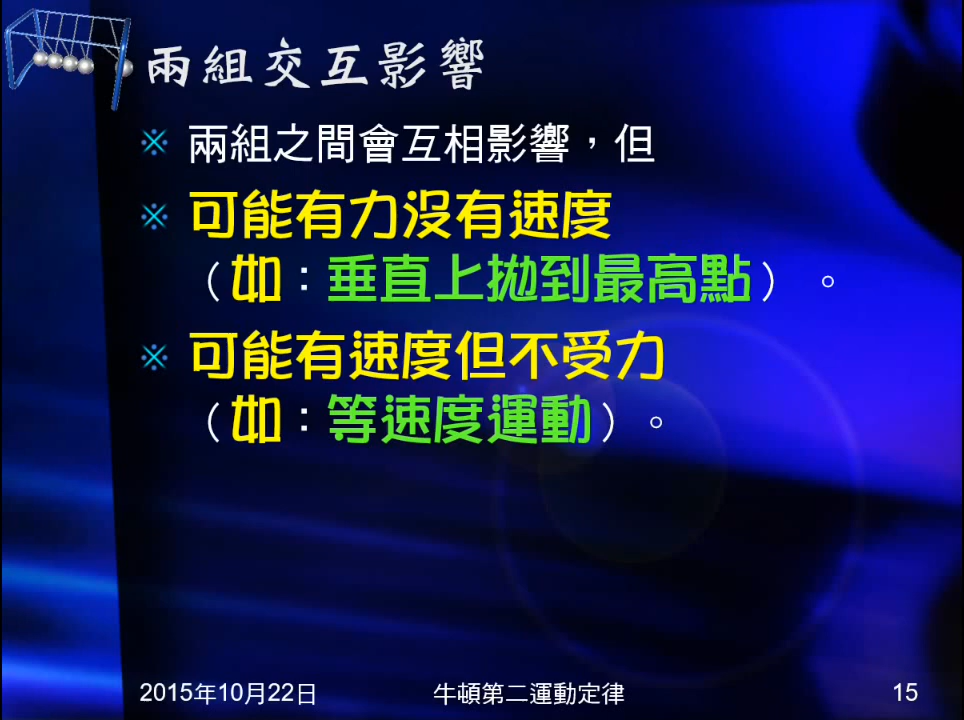 兩組交互影響
※ 兩組之間會互相影響，但
※ 可能有力沒有速度
（如：垂直上拋到最高點）。
※ 可能有速度但不受力
（如：等速度運動）。
2015年10月22日 牛頓第二運動定律 15